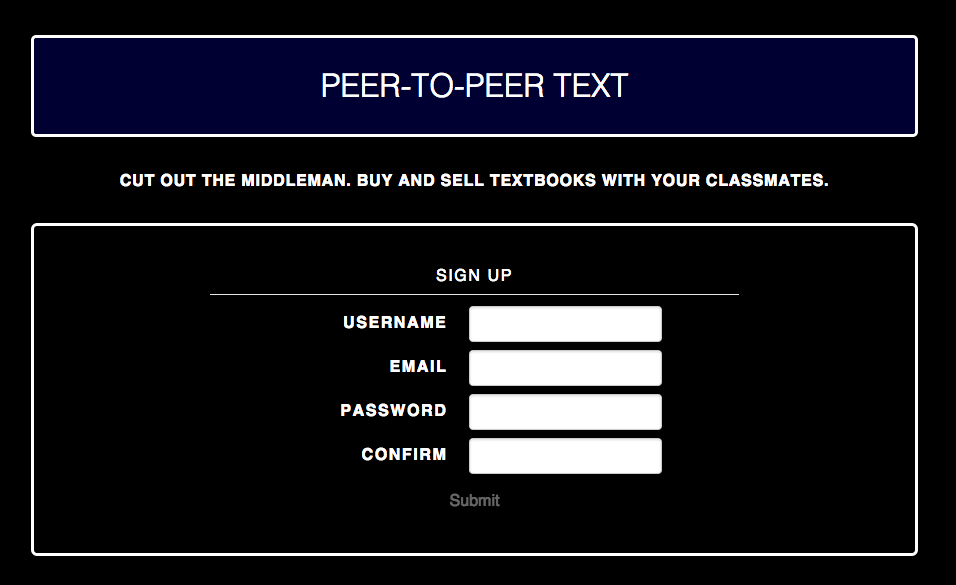 PEER-TO-PEER TEXT
CUT OUT THE MIDDLEMAN. BUY AND SELL TEXTBOOKS WITH YOUR CLASSMATES.
SIGN UP
USERNAME
EMAIL
PASSWORD
CONFIRM
Submit